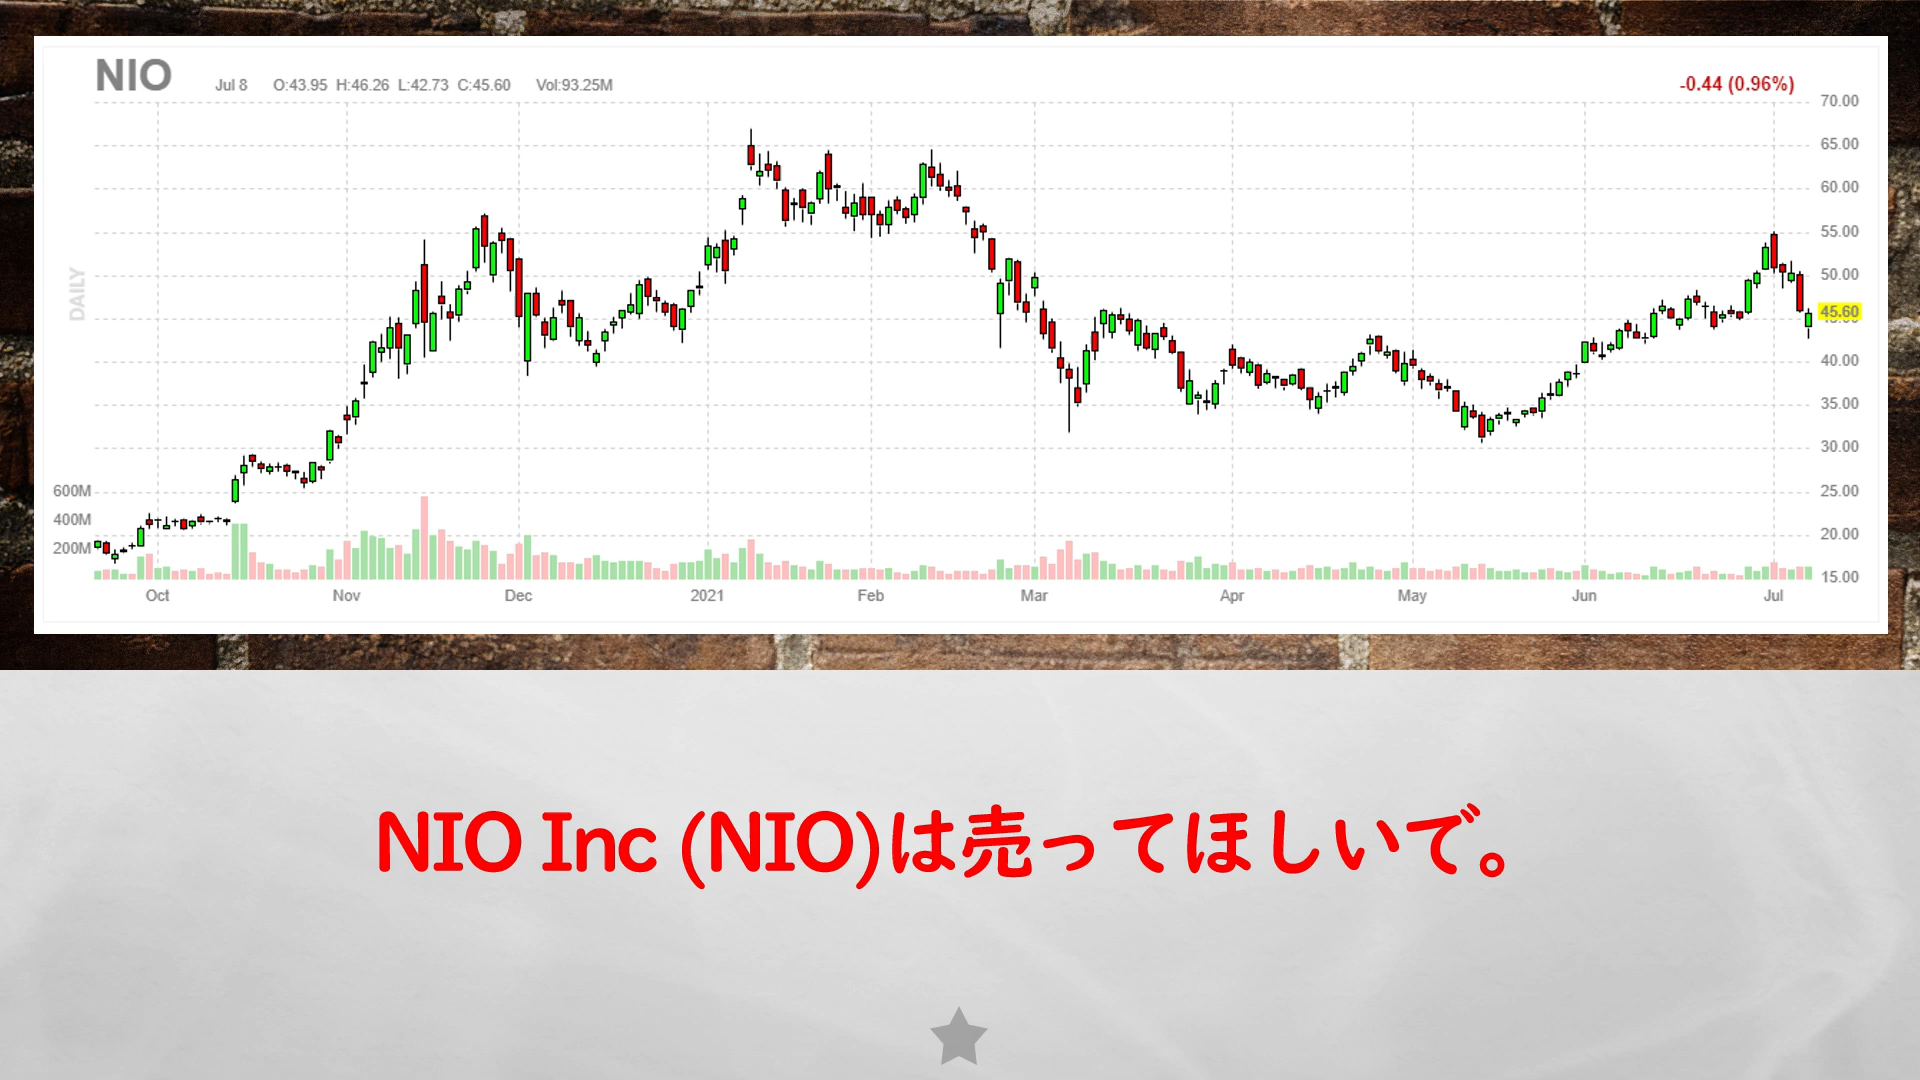 NIO Jul 8 O:43.95 H:46.26 L:42.73 C:45.60 Vol:93.25M -0.44 (0.96%)
70.00
65.00
60.00
55.00
50.00
45.60
40.00
35.00
30.00
25.00
20.00
15.00
DAILY
600M
400M
200M
Oct Nov Dec 2021 Feb Mar Apr May Jun Jul
NIO Inc (NIO)は売ってほしいで。